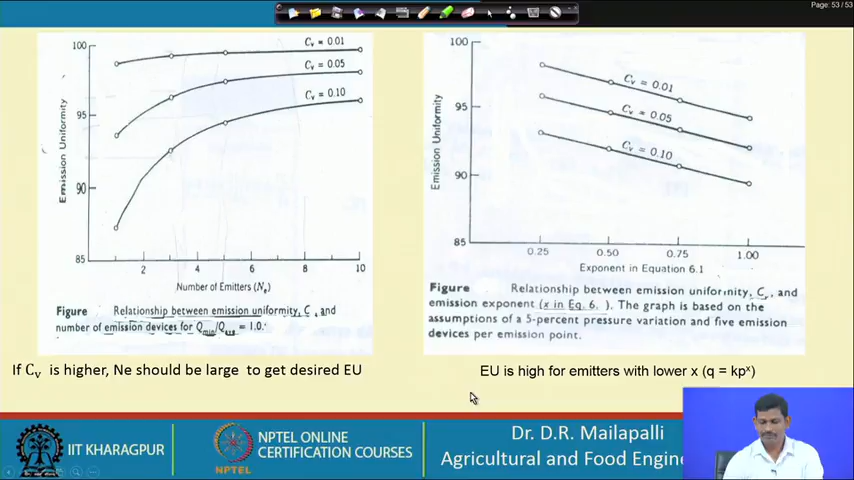 Page: 53 / 53
100
95
90
85
Emission Uniformity
Cv = 0.01
Cv = 0.05
Cv = 0.10
2 4 6 8 10
Number of Emitters (Ne)
Figure Relationship between emission uniformity, C , and
number of emission devices for Qmin/ = 1.0.
If Cv is higher, Ne should be large to get desired EU
100
95
90
85
Emission Uniformity
Cv = 0.01
Cv = 0.05
Cv = 0.10
0.25 0.50 0.75 1.00
Exponent in Equation 6.1
Figure Relationship between emission uniformity, Cv, and
emission exponent (x in Eq. 6. ). The graph is based on the
assumptions of a 5-percent pressure variation and five emission
devices per emission point.
EU is high for emitters with lower x (q = kpˣ)
IIT KHARAGPUR
NPTEL
NPTEL ONLINE
CERTIFICATION COURSES
Dr. D.R. Mailapalli
Agricultural and Food Engine